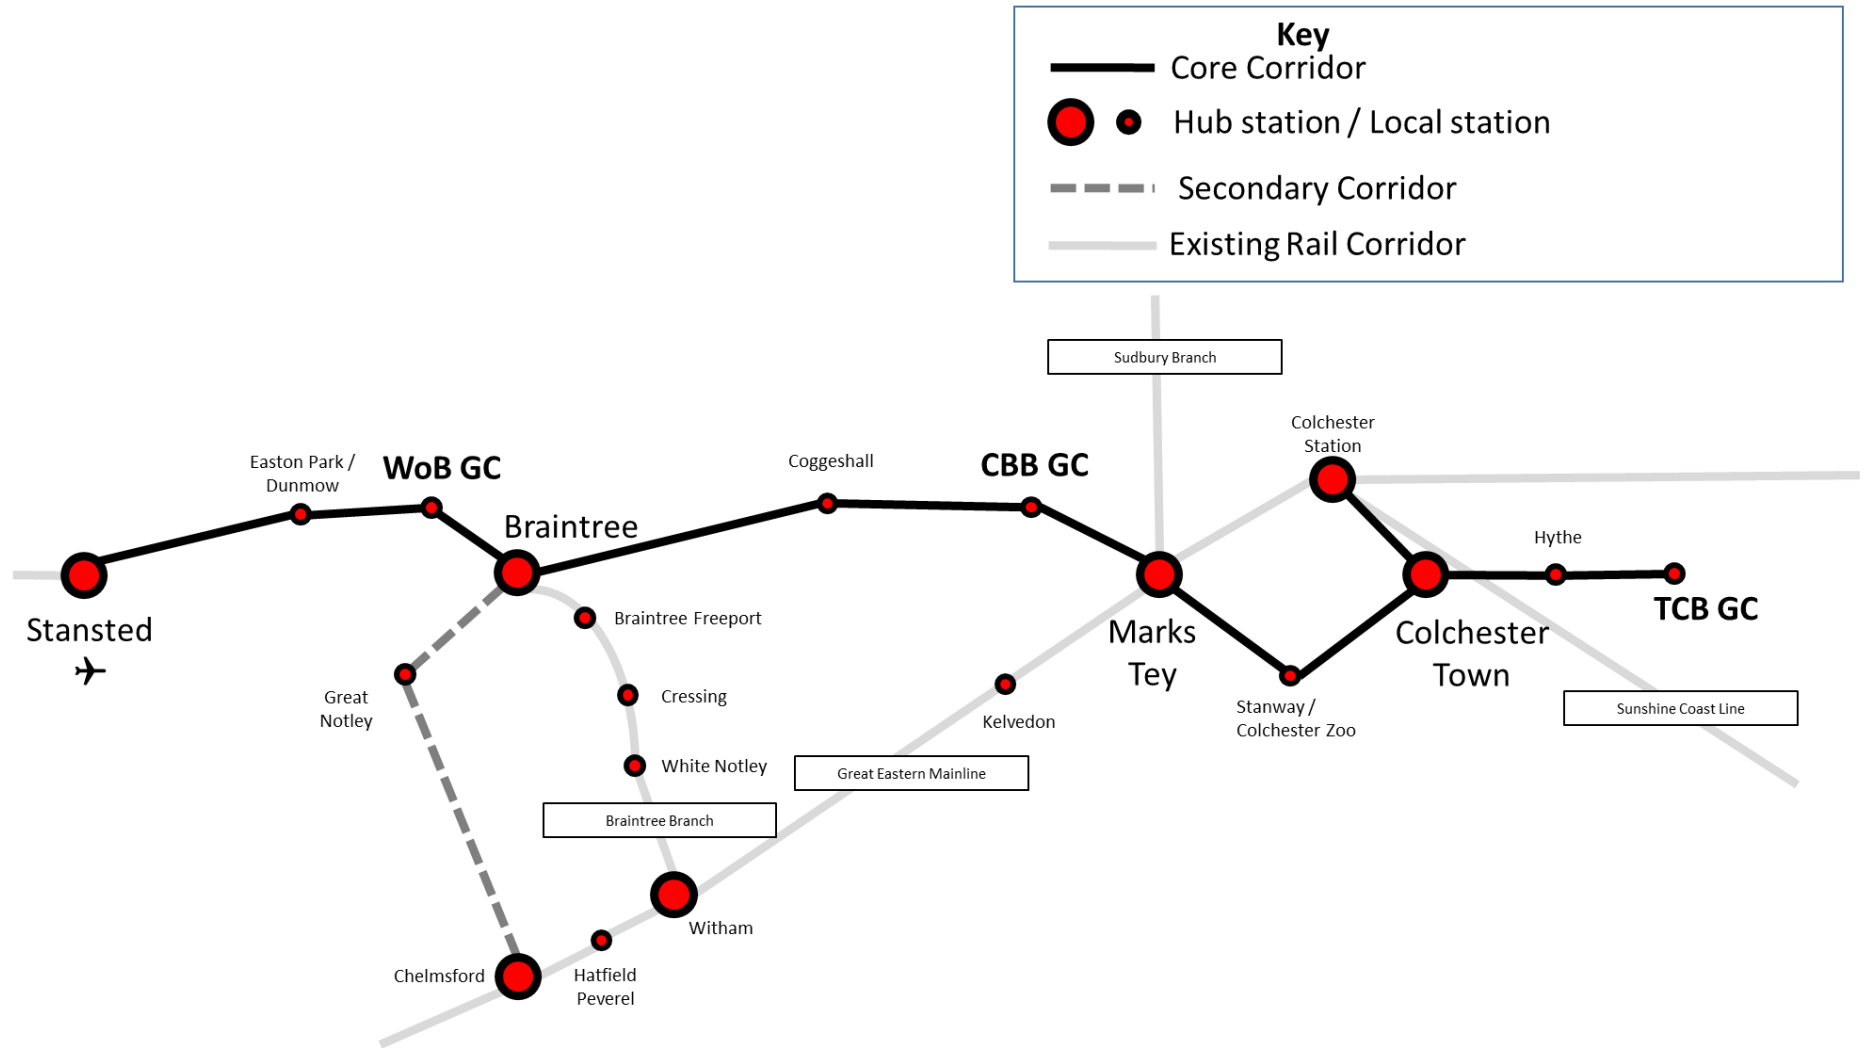 Key
Core Corridor
Hub station / Local station
Secondary Corridor
Existing Rail Corridor
Sudbury Branch
Colchester
Station
Easton Park /
Dunmow
WoB GC
Coggeshall
CBB GC
Braintree
Hythe
Stansted
Braintree Freeport
Marks
Tey
Colchester
Town
TCB GC
Great
Notley
Cressing
Kelvedon
Stanway /
Colchester Zoo
Sunshine Coast Line
White Notley
Great Eastern Mainline
Braintree Branch
Witham
Chelmsford
Hatfield
Peverel